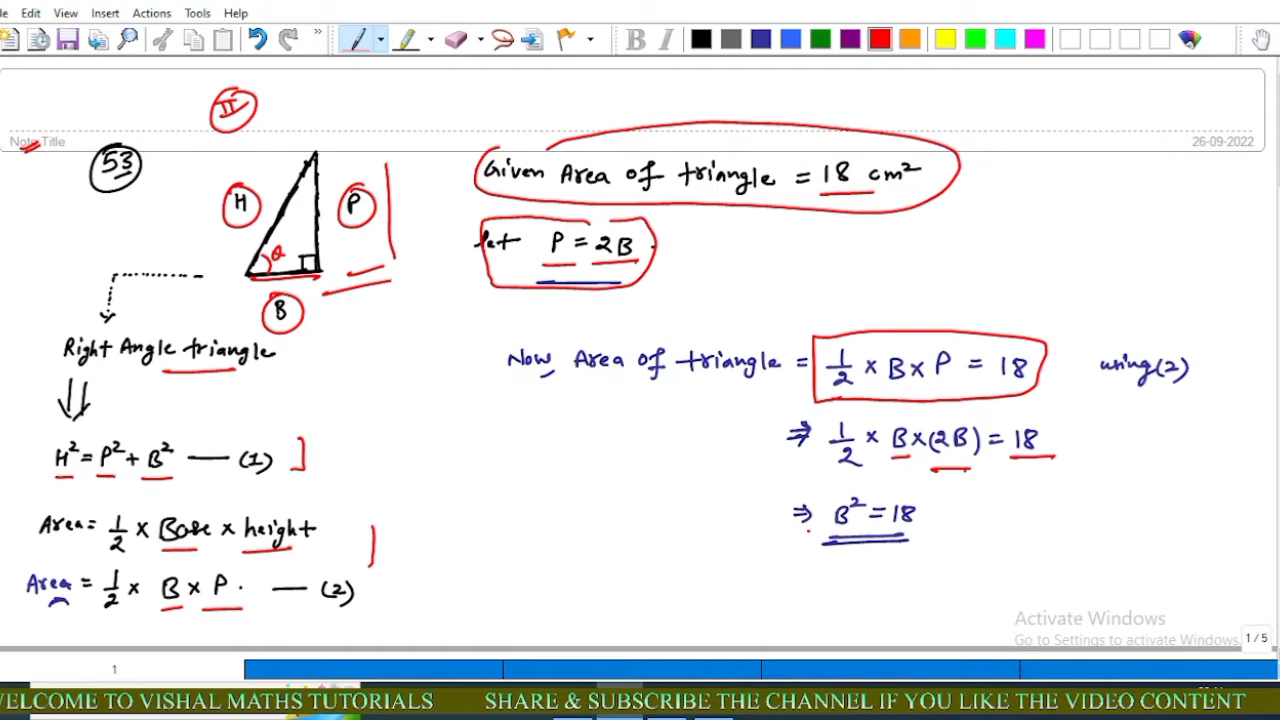 Edit View Insert Actions Tools Help
B I
II
Note Title
26-09-2022
53
H
P
θ
B
Given Area of triangle = 18 cm²
let P = 2B.
Right Angle triangle
Now Area of triangle = 1/2 × B × P = 18 using (2)
⇒ 1/2 × B × (2B) = 18
⇒ B² = 18
H² = P² + B² — (1)
Area = 1/2 × Base × height
Area = 1/2 × B × P. — (2)
Activate Windows
Go to Settings to activate Windows.
1 / 5
1
WELCOME TO VISHAL MATHS TUTORIALS SHARE & SUBSCRIBE THE CHANNEL IF YOU LIKE THE VIDEO CONTENT